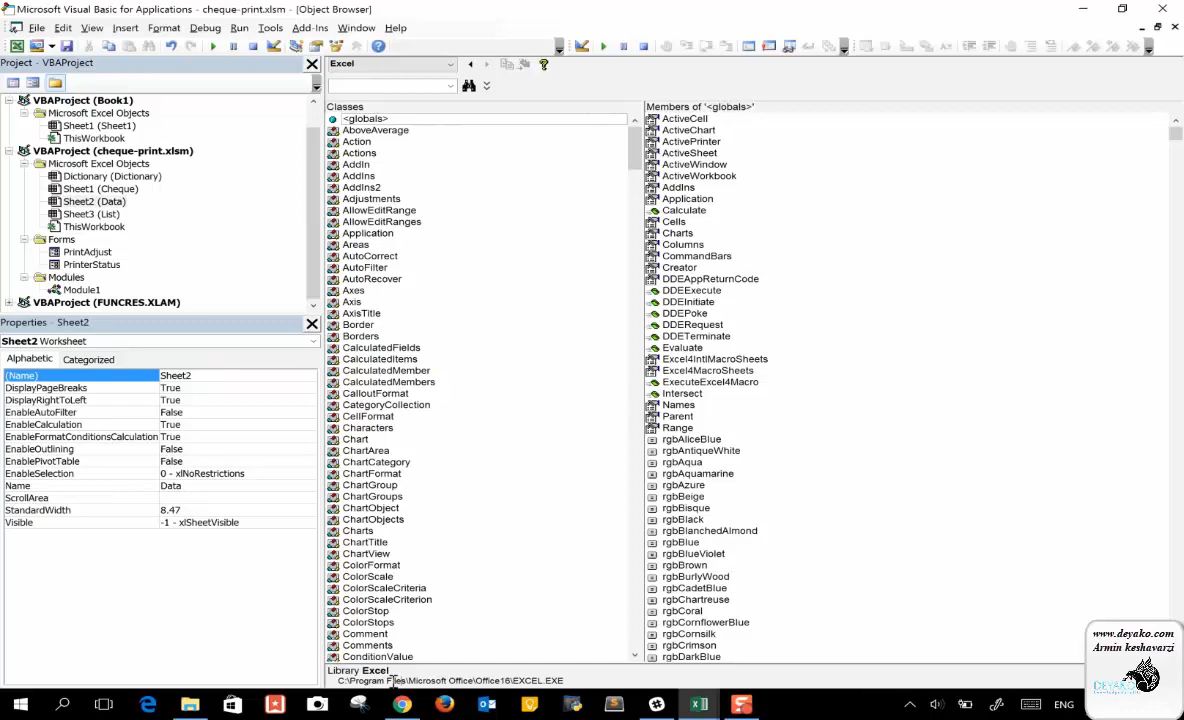 Microsoft Visual Basic for Applications - cheque-print.xlsm - [Object Browser]
File Edit View Insert Format Debug Run Tools Add-Ins Window Help
Project - VBAProject
VBAProject (Book1)
Microsoft Excel Objects
Sheet1 (Sheet1)
ThisWorkbook
VBAProject (cheque-print.xlsm)
Microsoft Excel Objects
Dictionary (Dictionary)
Sheet1 (Cheque)
Sheet2 (Data)
Sheet3 (List)
ThisWorkbook
Forms
PrintAdjust
PrinterStatus
Modules
Module1
VBAProject (FUNCRES.XLAM)
Properties - Sheet2
Sheet2 Worksheet
Alphabetic Categorized
(Name) Sheet2
DisplayPageBreaks True
DisplayRightToLeft True
EnableAutoFilter False
EnableCalculation True
EnableFormatConditionsCalculation True
EnableOutlining False
EnablePivotTable False
EnableSelection 0 - xlNoRestrictions
Name Data
ScrollArea
StandardWidth 8.47
Visible -1 - xlSheetVisible
Excel
Classes
<globals>
AboveAverage
Action
Actions
AddIn
AddIns
AddIns2
Adjustments
AllowEditRange
AllowEditRanges
Application
Areas
AutoCorrect
AutoFilter
AutoRecover
Axes
Axis
AxisTitle
Border
Borders
CalculatedFields
CalculatedItems
CalculatedMember
CalculatedMembers
CalloutFormat
CategoryCollection
CellFormat
Characters
Chart
ChartArea
ChartCategory
ChartFormat
ChartGroup
ChartGroups
ChartObject
ChartObjects
Charts
ChartTitle
ChartView
ColorFormat
ColorScale
ColorScaleCriteria
ColorScaleCriterion
ColorStop
ColorStops
Comment
Comments
ConditionValue
Members of '<globals>'
ActiveCell
ActiveChart
ActivePrinter
ActiveSheet
ActiveWindow
ActiveWorkbook
AddIns
Application
Calculate
Cells
Charts
Columns
CommandBars
Creator
DDEAppReturnCode
DDEExecute
DDEInitiate
DDEPoke
DDERequest
DDETerminate
Evaluate
Excel4IntlMacroSheets
Excel4MacroSheets
ExecuteExcel4Macro
Intersect
Names
Parent
Range
rgbAliceBlue
rgbAntiqueWhite
rgbAqua
rgbAquamarine
rgbAzure
rgbBeige
rgbBisque
rgbBlack
rgbBlanchedAlmond
rgbBlue
rgbBlueViolet
rgbBrown
rgbBurlyWood
rgbCadetBlue
rgbChartreuse
rgbCoral
rgbCornflowerBlue
rgbCornsilk
rgbCrimson
rgbDarkBlue
Library Excel
C:\Program Files\Microsoft Office\Office16\EXCEL.EXE
www.deyako.com
Armin keshavarzi
DEYAKO
ENG